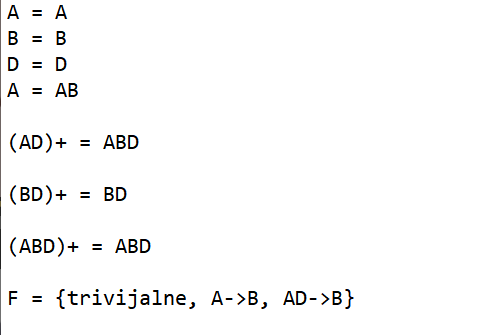 A = A
B = B
D = D
A = AB
(AD)+ = ABD
(BD)+ = BD
(ABD)+ = ABD
F = {trivijalne, A->B, AD->B}